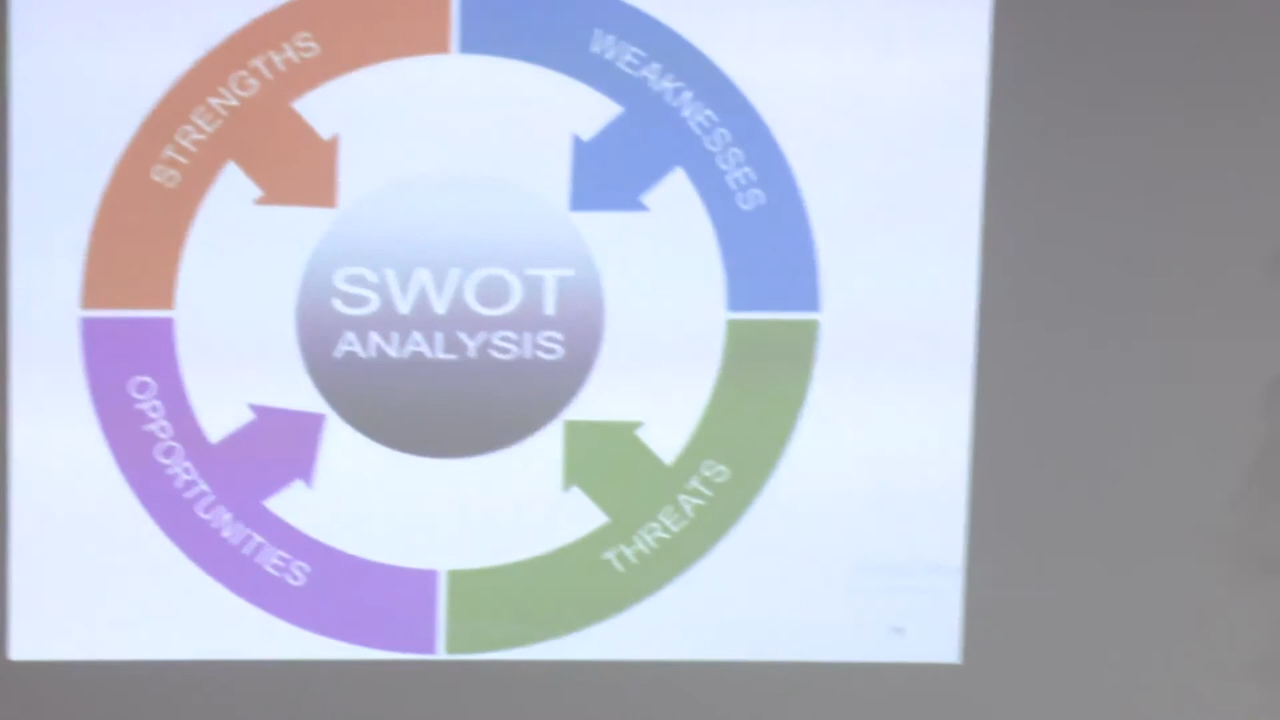 STRENGTHS
WEAKNESSES
SWOT
ANALYSIS
OPPORTUNITIES
THREATS